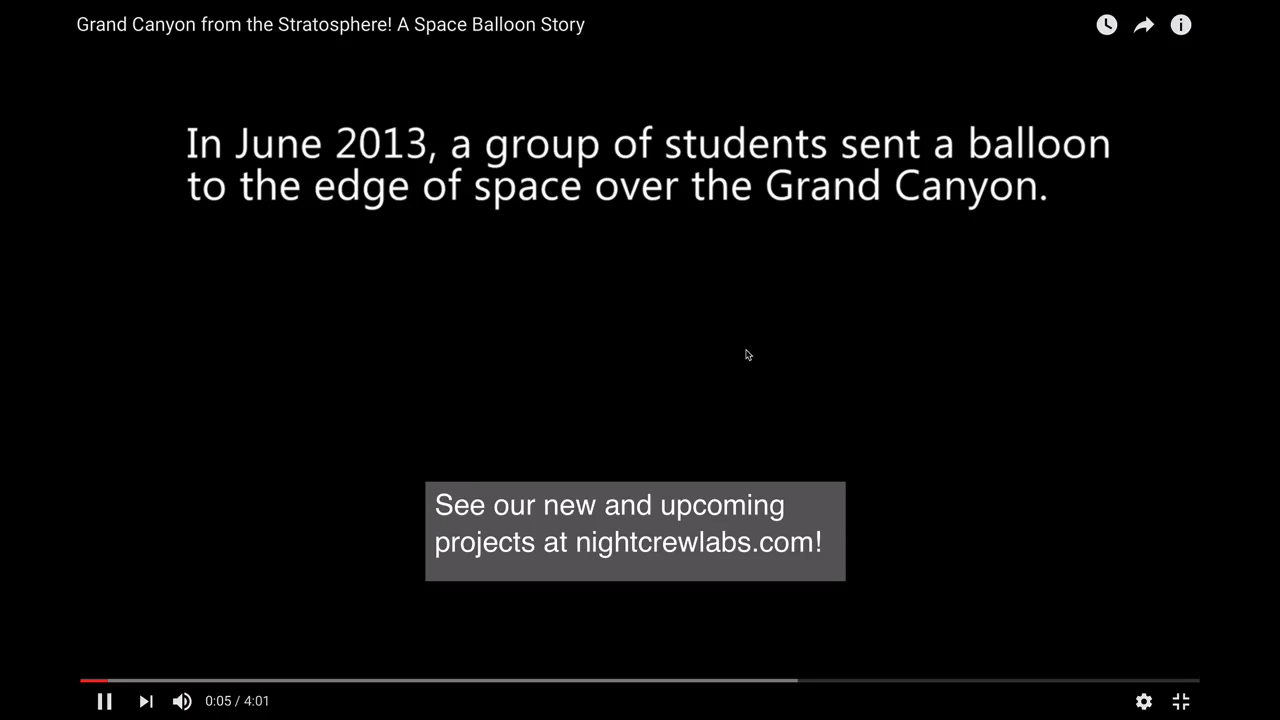 Grand Canyon from the Stratosphere! A Space Balloon Story
In June 2013, a group of students sent a balloon
to the edge of space over the Grand Canyon.
See our new and upcoming
projects at nightcrewlabs.com!
0:05 / 4:01